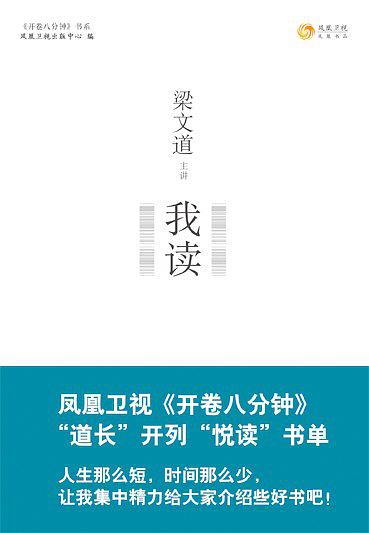 《开卷八分钟》书系
凤凰卫视出版中心 编
凤凰卫视
凤凰书品
梁文道
主讲
我读
凤凰卫视《开卷八分钟》
“道长”开列“悦读”书单
人生那么短，时间那么少，
让我集中精力给大家介绍些好书吧！